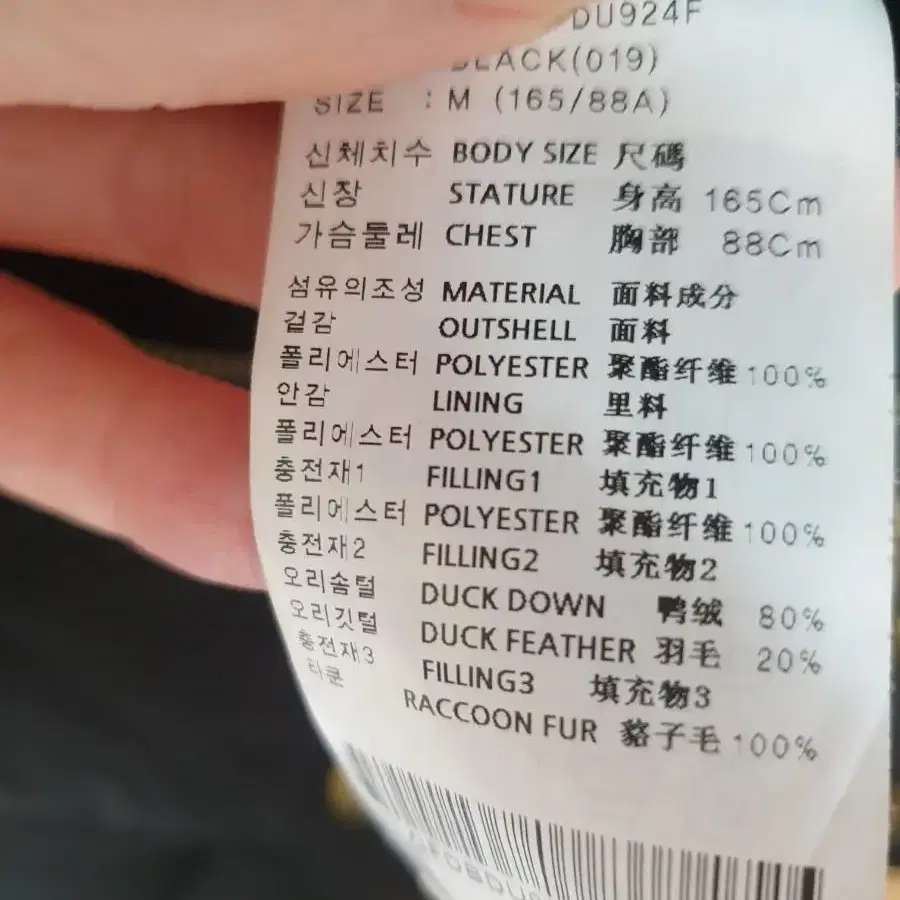 DU924F
BLACK(019)
SIZE : M (165/88A)
신체치수 BODY SIZE 尺碼
신장 STATURE 身高 165Cm
가슴둘레 CHEST 胸部 88Cm
섬유의조성 MATERIAL 面料成分
겉감 OUTSHELL 面料
폴리에스터 POLYESTER 聚酯纤维 100%
안감 LINING 里料
폴리에스터 POLYESTER 聚酯纤维 100%
충전재1 FILLING1 填充物1
폴리에스터 POLYESTER 聚酯纤维 100%
충전재2 FILLING2 填充物2
오리솜털 DUCK DOWN 鸭绒 80%
오리깃털 DUCK FEATHER 羽毛 20%
충전재3 FILLING3 填充物3
라쿤 RACCOON FUR 貉子毛 100%